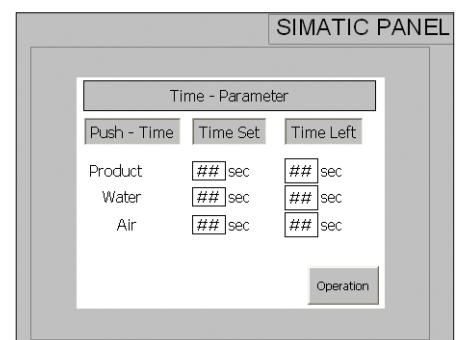 SIMATIC PANEL
Time - Parameter
Push - Time Time Set Time Left
Product ## sec ## sec
Water ## sec ## sec
Air ## sec ## sec
Operation